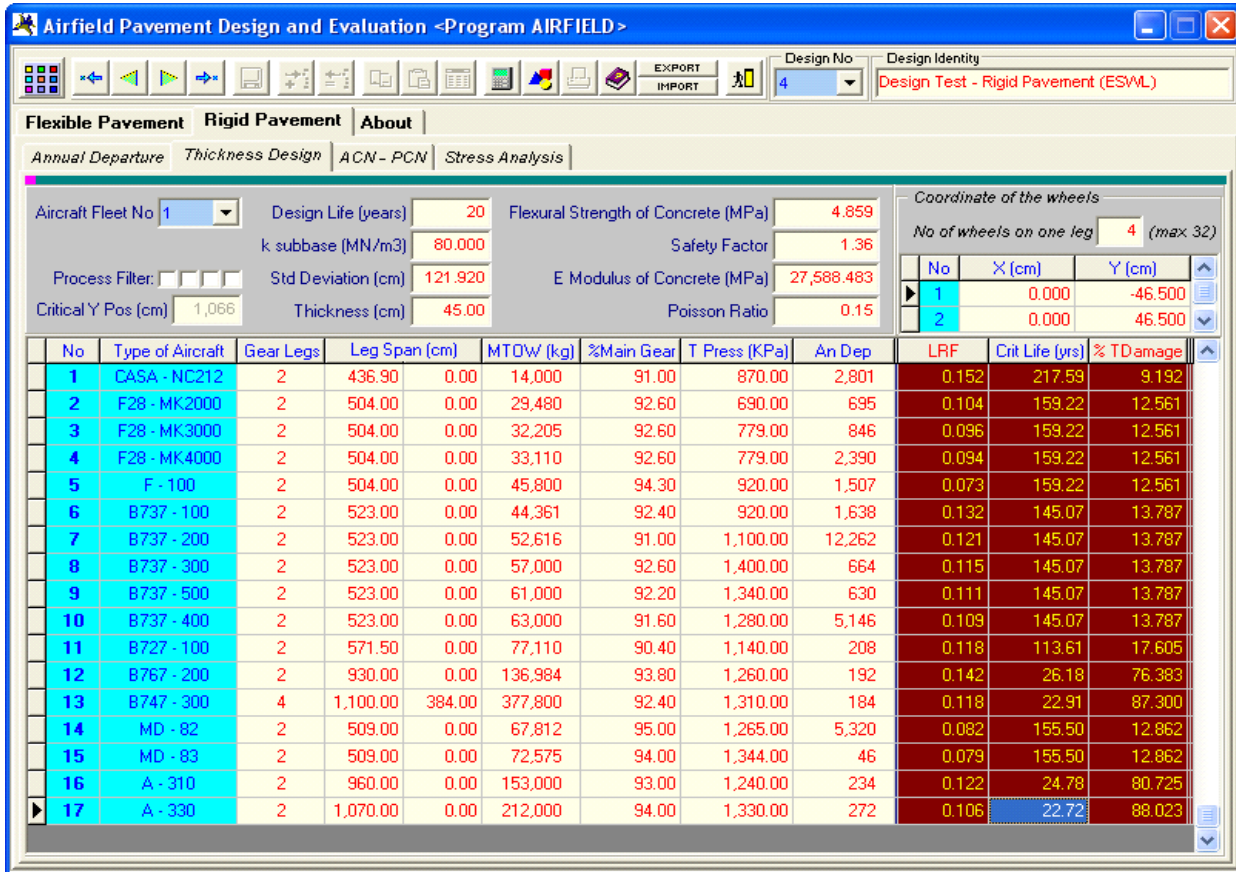 Airfield Pavement Design and Evaluation <Program AIRFIELD>
EXPORT
IMPORT
Design No
4
Design Identity
Design Test - Rigid Pavement (ESWL)
Flexible Pavement Rigid Pavement About
Annual Departure Thickness Design ACN - PCN Stress Analysis
Aircraft Fleet No 1 Design Life (years) 20 Flexural Strength of Concrete (MPa) 4.859
k subbase (MN/m3) 80.000 Safety Factor 1.36
Process Filter: Std Deviation (cm) 121.920 E Modulus of Concrete (MPa) 27,588.483
Critical Y Pos (cm) 1,066 Thickness (cm) 45.00 Poisson Ratio 0.15
Coordinate of the wheels
No of wheels on one leg 4 (max 32)
No X (cm) Y (cm)
1 0.000 -46.500
2 0.000 46.500
No Type of Aircraft Gear Legs Leg Span (cm) MTOW (kg) %Main Gear T Press (KPa) An Dep LRF Crit Life (yrs) % TDamage
1 CASA - NC212 2 436.90 0.00 14,000 91.00 870.00 2,801 0.152 217.59 9.192
2 F28 - MK2000 2 504.00 0.00 29,480 92.60 690.00 695 0.104 159.22 12.561
3 F28 - MK3000 2 504.00 0.00 32,205 92.60 779.00 846 0.096 159.22 12.561
4 F28 - MK4000 2 504.00 0.00 33,110 92.60 779.00 2,390 0.094 159.22 12.561
5 F - 100 2 504.00 0.00 45,800 94.30 920.00 1,507 0.073 159.22 12.561
6 B737 - 100 2 523.00 0.00 44,361 92.40 920.00 1,638 0.132 145.07 13.787
7 B737 - 200 2 523.00 0.00 52,616 91.00 1,100.00 12,262 0.121 145.07 13.787
8 B737 - 300 2 523.00 0.00 57,000 92.60 1,400.00 664 0.115 145.07 13.787
9 B737 - 500 2 523.00 0.00 61,000 92.20 1,340.00 630 0.111 145.07 13.787
10 B737 - 400 2 523.00 0.00 63,000 91.60 1,280.00 5,146 0.109 145.07 13.787
11 B727 - 100 2 571.50 0.00 77,110 90.40 1,140.00 208 0.118 113.61 17.605
12 B767 - 200 2 930.00 0.00 136,984 93.80 1,260.00 192 0.142 26.18 76.383
13 B747 - 300 4 1,100.00 384.00 377,800 92.40 1,310.00 184 0.118 22.91 87.300
14 MD - 82 2 509.00 0.00 67,812 95.00 1,265.00 5,320 0.082 155.50 12.862
15 MD - 83 2 509.00 0.00 72,575 94.00 1,344.00 46 0.079 155.50 12.862
16 A - 310 2 960.00 0.00 153,000 93.00 1,240.00 234 0.122 24.78 80.725
17 A - 330 2 1,070.00 0.00 212,000 94.00 1,330.00 272 0.106 22.72 88.023